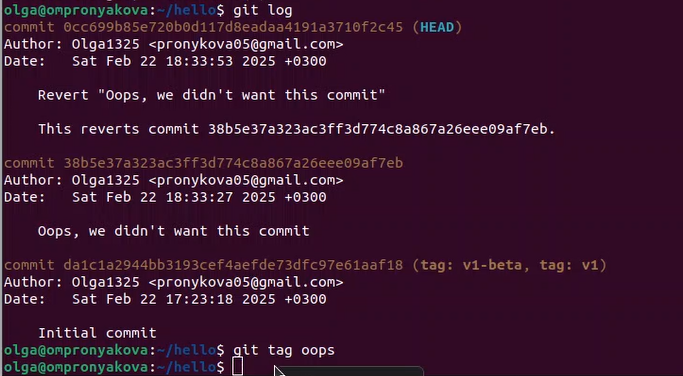 olga@ompronyakova:~/hello$ git log
commit 0cc699b85e720b0d117d8eadaa4191a3710f2c45 (HEAD)
Author: Olga1325 <pronykova05@gmail.com>
Date:   Sat Feb 22 18:33:53 2025 +0300
Revert "Oops, we didn't want this commit"
This reverts commit 38b5e37a323ac3ff3d774c8a867a26eee09af7eb.
commit 38b5e37a323ac3ff3d774c8a867a26eee09af7eb
Author: Olga1325 <pronykova05@gmail.com>
Date:   Sat Feb 22 18:33:27 2025 +0300
Oops, we didn't want this commit
commit da1c1a2944bb3193cef4aefde73dfc97e61aaf18 (tag: v1-beta, tag: v1)
Author: Olga1325 <pronykova05@gmail.com>
Date:   Sat Feb 22 17:23:18 2025 +0300
Initial commit
olga@ompronyakova:~/hello$ git tag oops
olga@ompronyakova:~/hello$